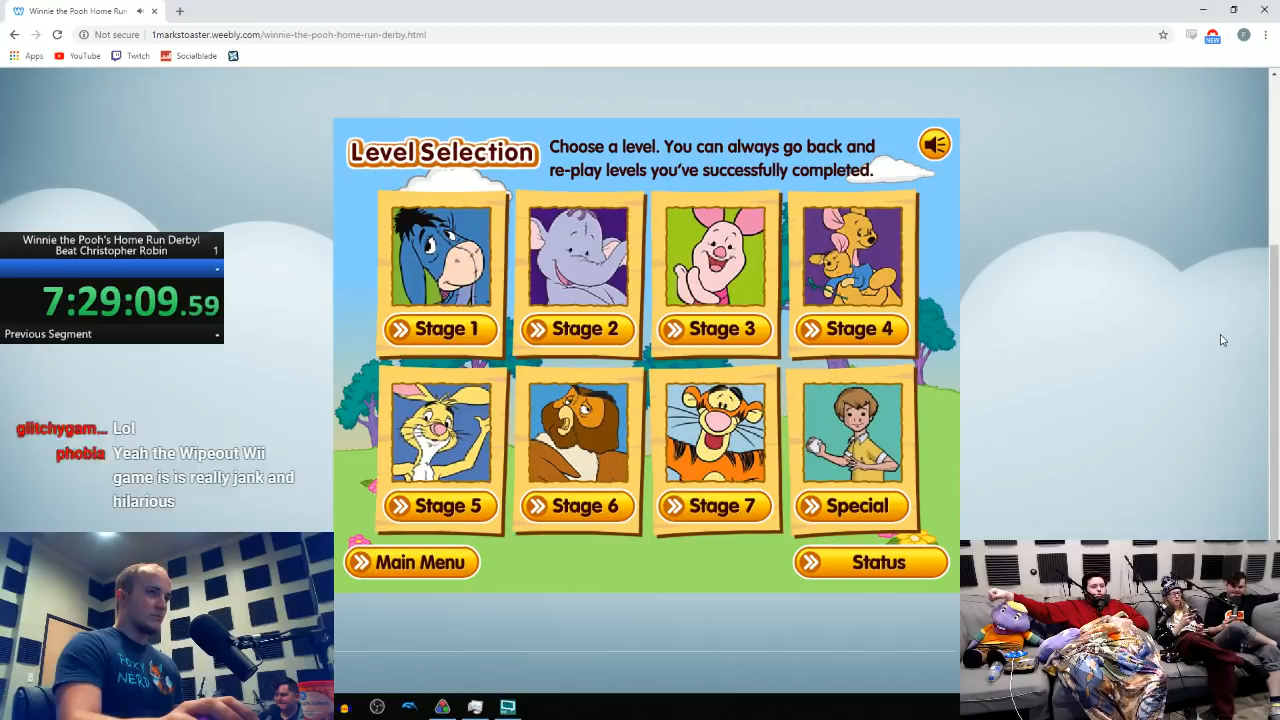 Winnie the Pooh Home Run
Not secure
1markstoaster.weebly.com/winnie-the-pooh-home-run-derby.html
Apps YouTube Twitch Socialblade
NEW
F
Level Selection
Choose a level. You can always go back and
re-play levels you've successfully completed.
Stage 1
Stage 2
Stage 3
Stage 4
Stage 5
Stage 6
Stage 7
Special
Main Menu
Status
Winnie the Pooh's Home Run Derby!
Beat Christopher Robin 1
-
7:29:09.59
Previous Segment -
glitchygam... Lol
phobia Yeah the Wipeout Wii
game is is really jank and
hilarious
FOXY
NERD